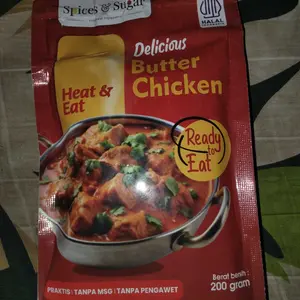 Spices & Sugar
HALAL
Delicious
Butter
Chicken
Heat &
Eat
Ready
to
Eat
PRAKTIS | TANPA MSG | TANPA PENGAWET
Berat bersih :
200 gram